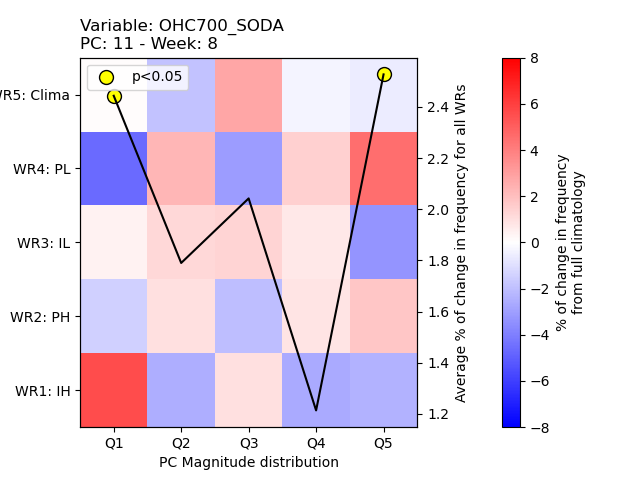 Variable: OHC700_SODA
PC: 11 - Week: 8
p<0.05
WR5: Clima
WR4: PL
WR3: IL
WR2: PH
WR1: IH
Q1 Q2 Q3 Q4 Q5
PC Magnitude distribution
2.4
2.2
2.0
1.8
1.6
1.4
1.2
Average % of change in frequency for all WRs
8
6
4
2
0
−2
−4
−6
−8
% of change in frequency
from full climatology